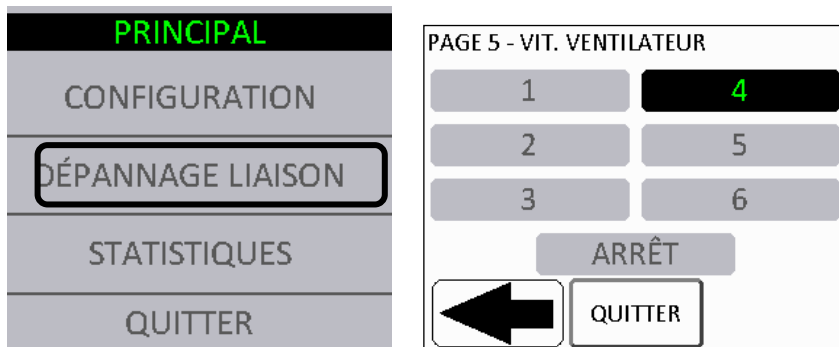 PRINCIPAL
CONFIGURATION
DÉPANNAGE LIAISON
STATISTIQUES
QUITTER
PAGE 5 - VIT. VENTILATEUR
1
4
2
5
3
6
ARRÊT
QUITTER